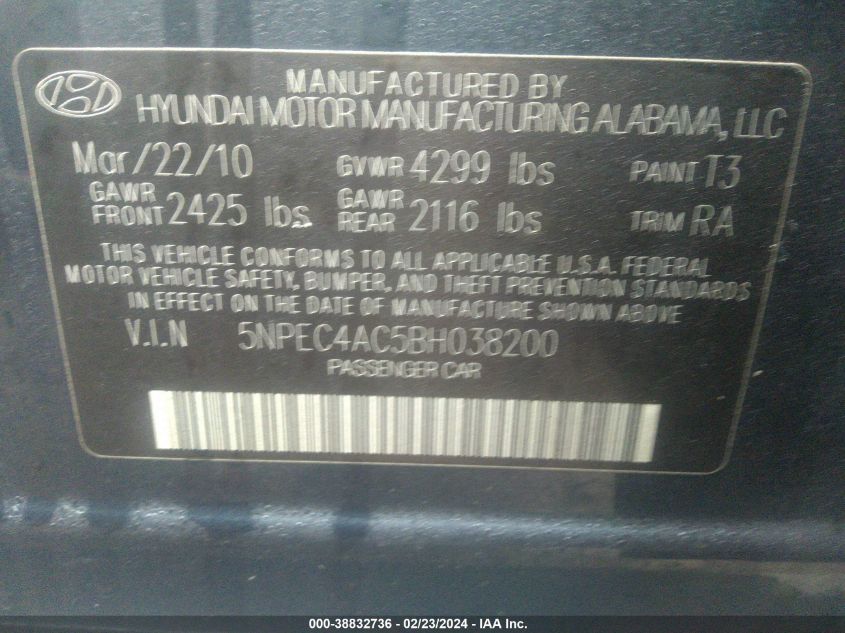 MANUFACTURED BY
HYUNDAI MOTOR MANUFACTURING ALABAMA, LLC
Mar/22/10 GVWR 4299 lbs PAINT T3
GAWR FRONT 2425 lbs. GAWR REAR 2116 lbs TRIM RA
THIS VEHICLE CONFORMS TO ALL APPLICABLE U.S.A. FEDERAL
MOTOR VEHICLE SAFETY, BUMPER, AND THEFT PREVENTION STANDARDS
IN EFFECT ON THE DATE OF MANUFACTURE SHOWN ABOVE
V.I.N 5NPEC4AC5BH038200
PASSENGER CAR
000-38832736 - 02/23/2024 - IAA Inc.